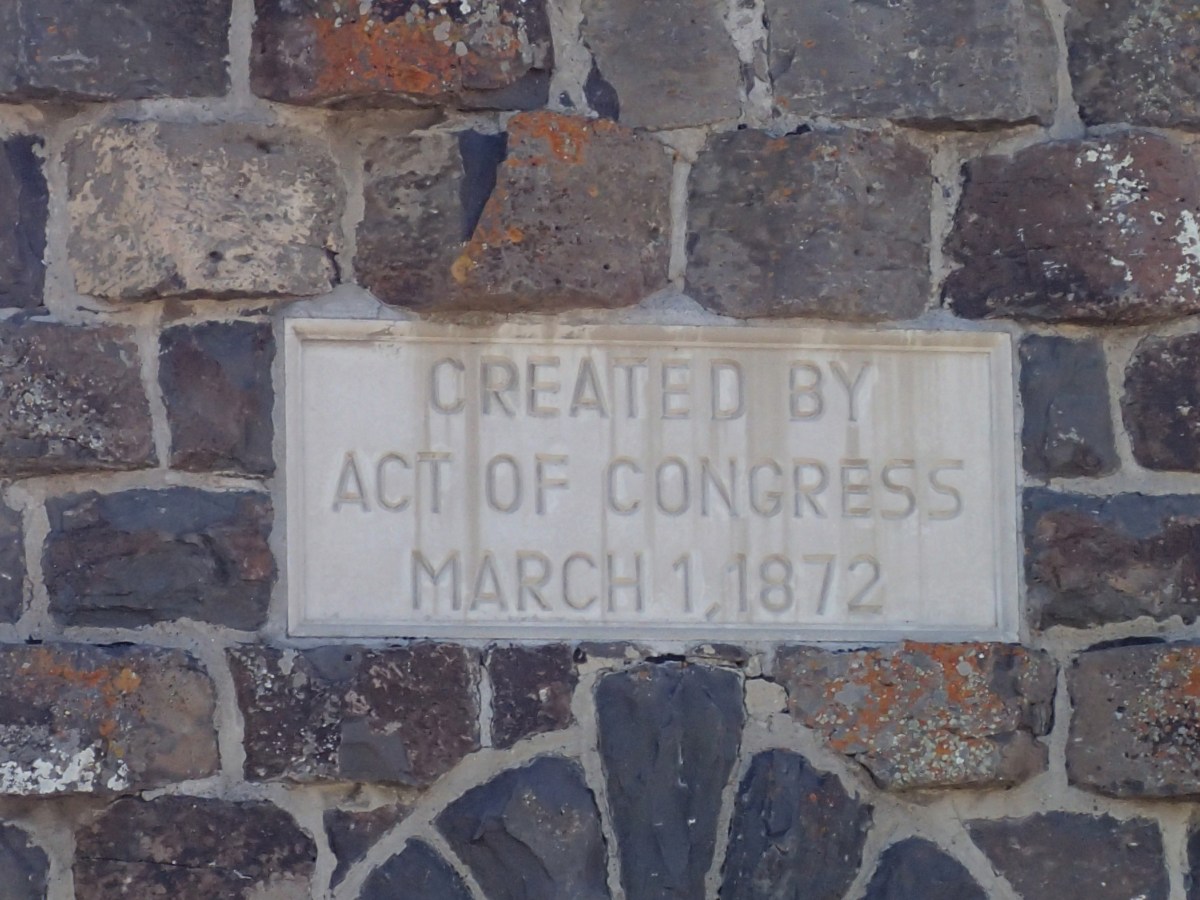 CREATED BY
ACT OF CONGRESS
MARCH 1, 1872